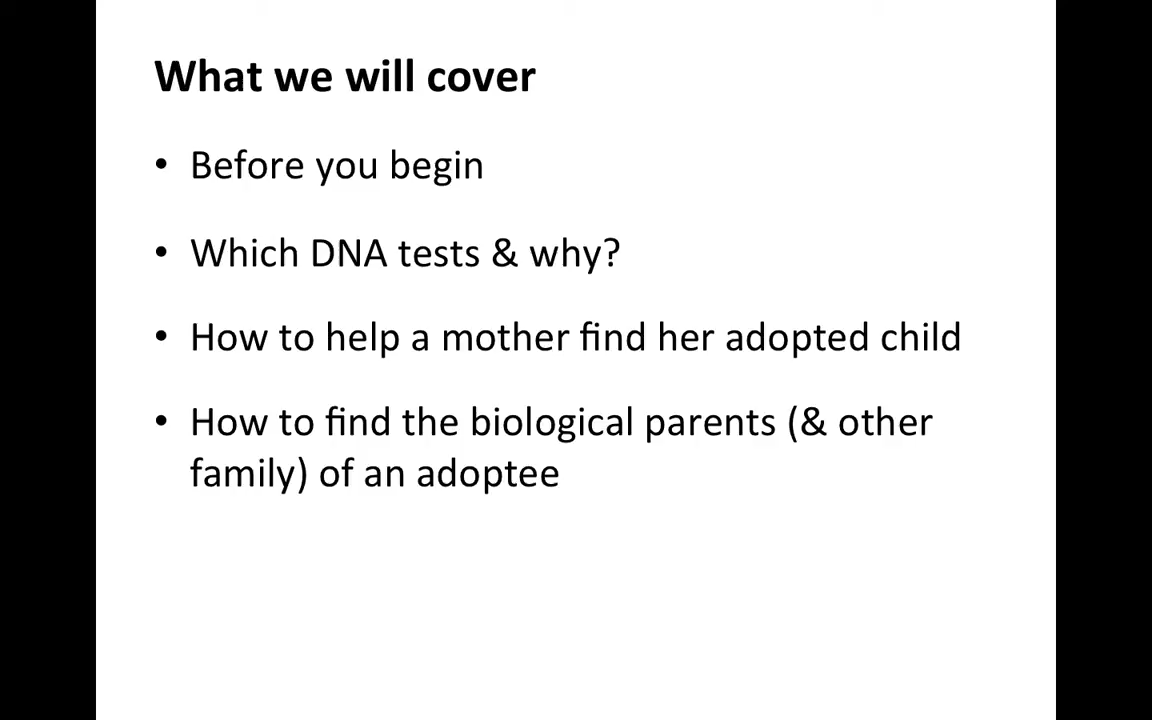 What we will cover
• Before you begin
• Which DNA tests & why?
• How to help a mother find her adopted child
• How to find the biological parents (& other
family) of an adoptee